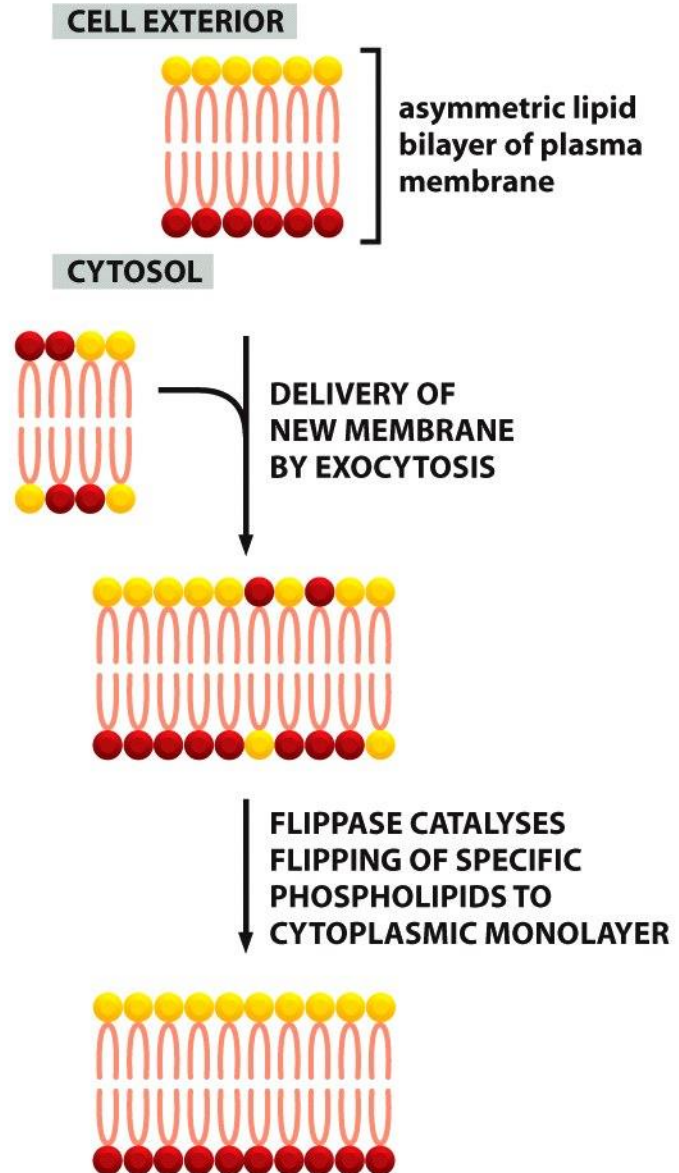 CELL EXTERIOR
asymmetric lipid
bilayer of plasma
membrane
CYTOSOL
DELIVERY OF
NEW MEMBRANE
BY EXOCYTOSIS
FLIPPASE CATALYSES
FLIPPING OF SPECIFIC
PHOSPHOLIPIDS TO
CYTOPLASMIC MONOLAYER